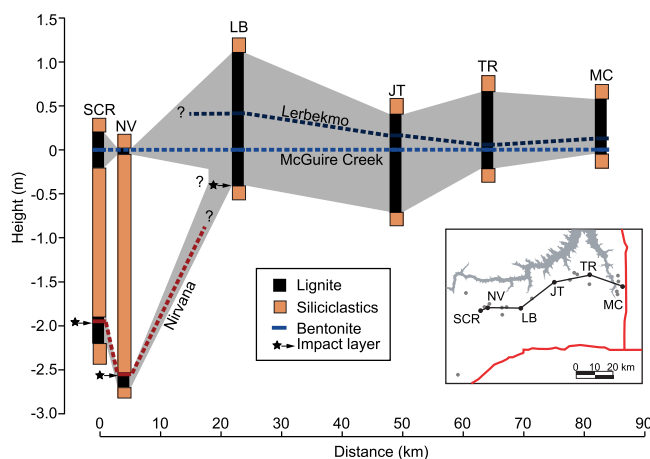 1.5
1.0
0.5
0
-0.5
-1.0
-1.5
-2.0
-2.5
-3.0
Height (m)
SCR
NV
LB
JT
TR
MC
?
Lerbekmo
McGuire Creek
?
?
Nirvana
Lignite
Siliciclastics
Bentonite
Impact layer
TR
NV
JT
MC
SCR
LB
0 10 20 km
0 10 20 30 40 50 60 70 80 90
Distance (km)